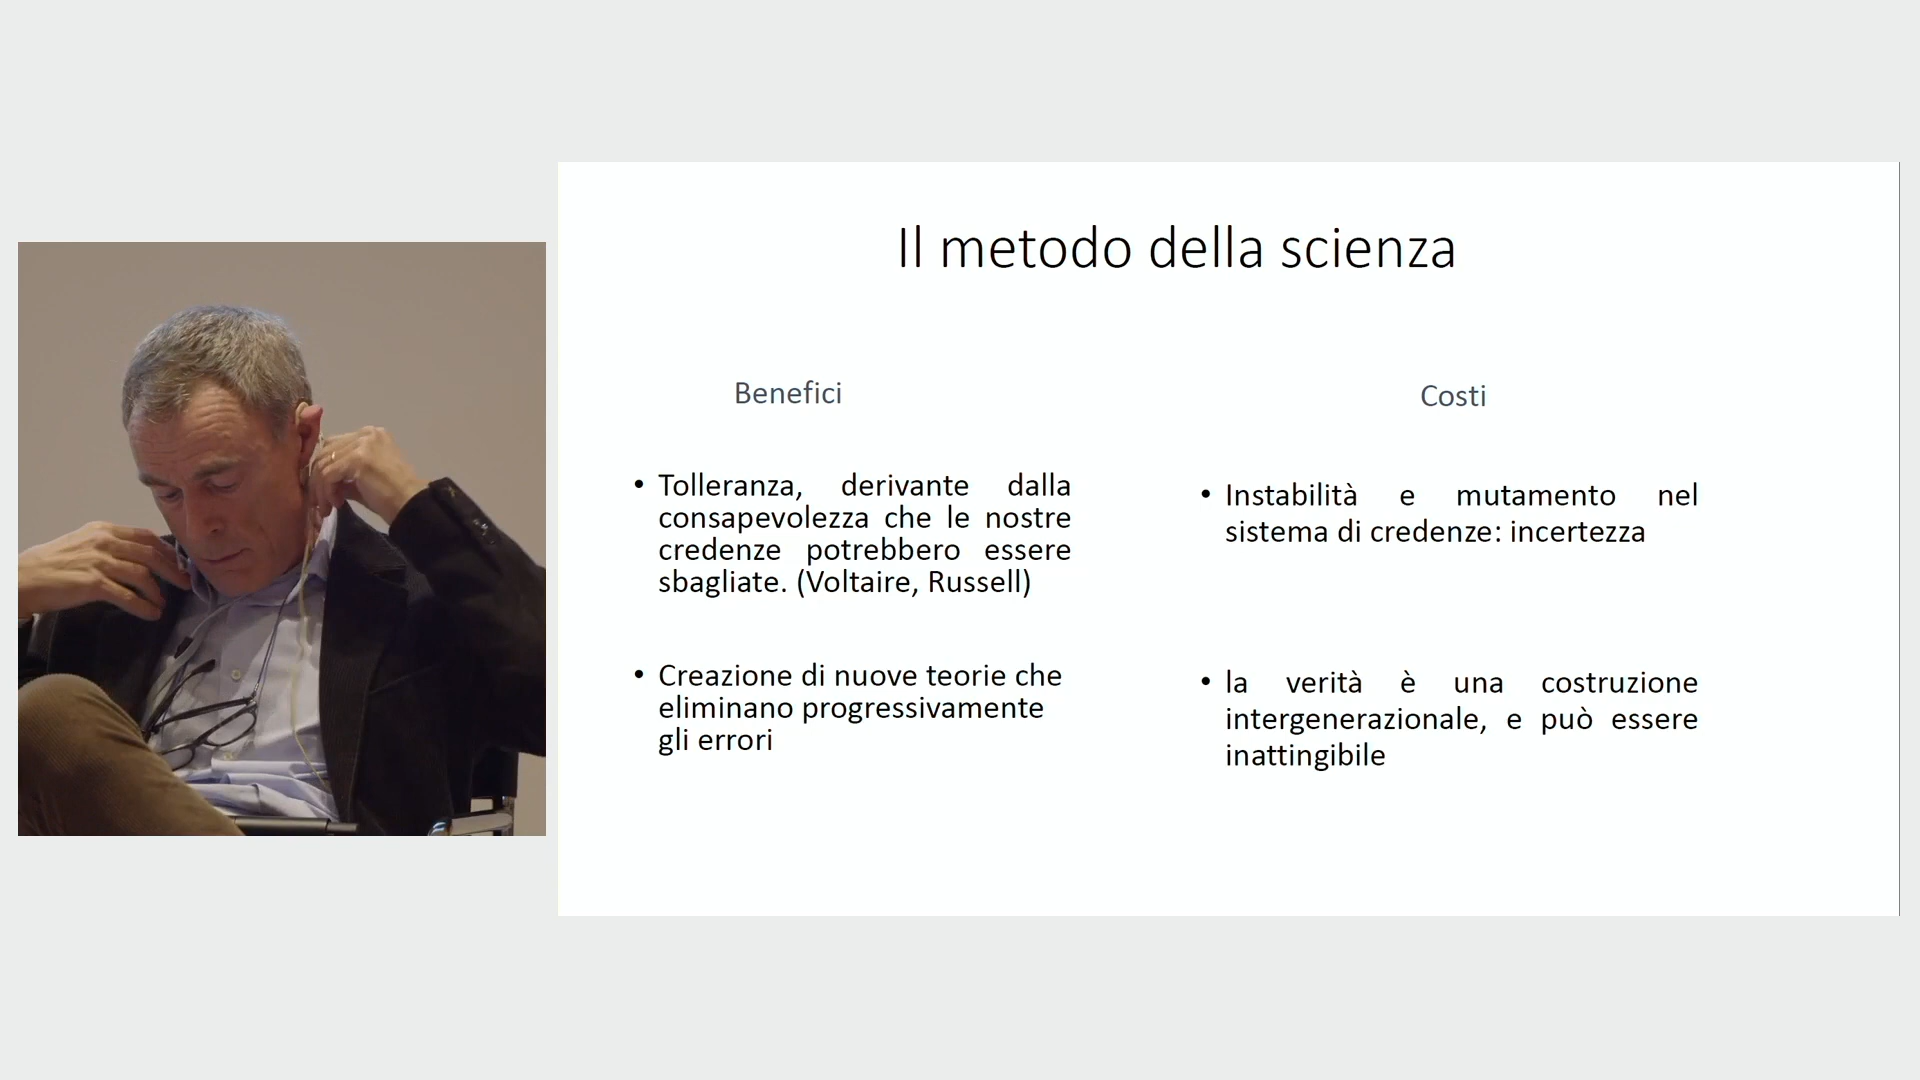 Il metodo della scienza
Benefici
• Tolleranza, derivante dalla
consapevolezza che le nostre
credenze potrebbero essere
sbagliate. (Voltaire, Russell)
• Creazione di nuove teorie che
eliminano progressivamente
gli errori
Costi
• Instabilità e mutamento nel
sistema di credenze: incertezza
• la verità è una costruzione
intergenerazionale, e può essere
inattingibile